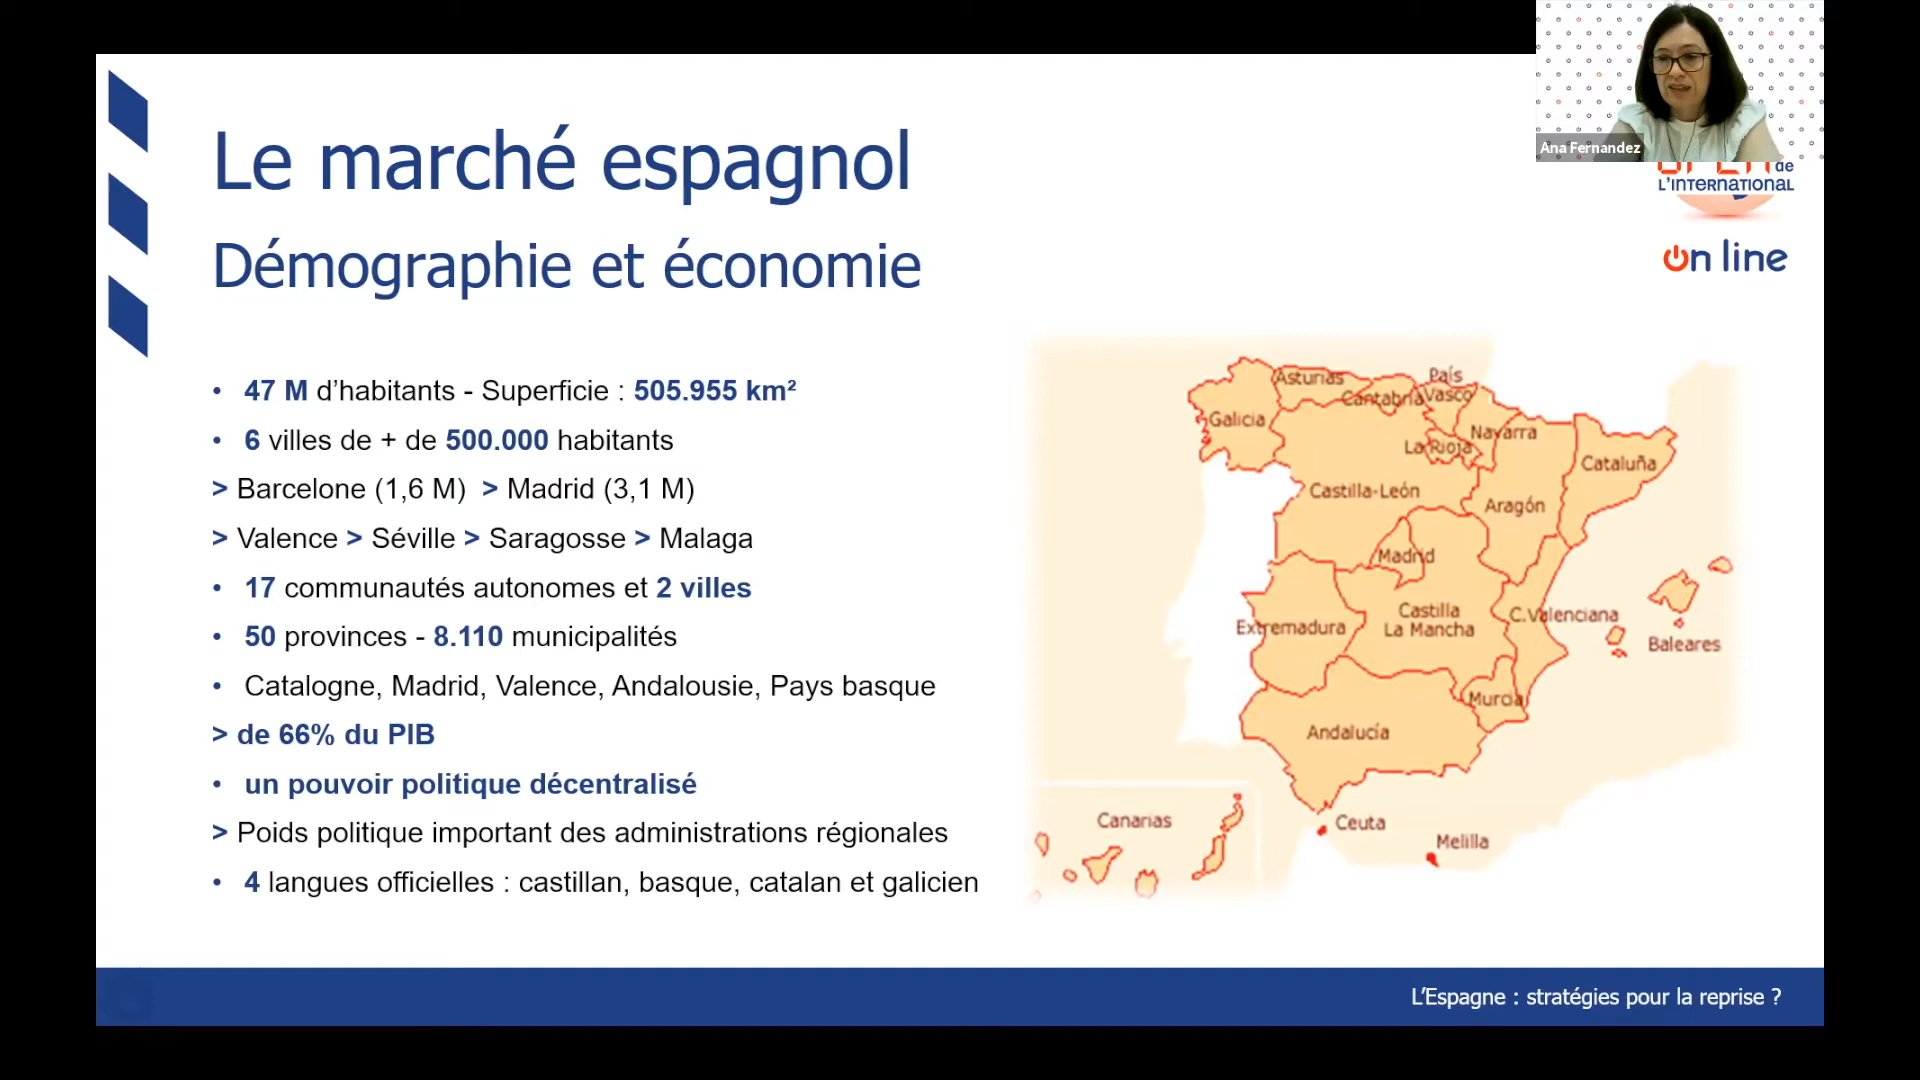 Ana Fernandez
de
L'INTERNATIONAL
On line
Le marché espagnol
Démographie et économie
• 47 M d'habitants - Superficie : 505.955 km²
• 6 villes de + de 500.000 habitants
> Barcelone (1,6 M) > Madrid (3,1 M)
> Valence > Séville > Saragosse > Malaga
• 17 communautés autonomes et 2 villes
• 50 provinces - 8.110 municipalités
• Catalogne, Madrid, Valence, Andalousie, Pays basque
> de 66% du PIB
• un pouvoir politique décentralisé
> Poids politique important des administrations régionales
• 4 langues officielles : castillan, basque, catalan et galicien
Galicia
Asturias
Cantabria
País
Vasco
Navarra
La Rioja
Cataluña
Castilla-León
Aragón
Madrid
Extremadura
Castilla
La Mancha
C.Valenciana
Baleares
Murcia
Andalucía
Canarias
Ceuta
Melilla
L'Espagne : stratégies pour la reprise ?